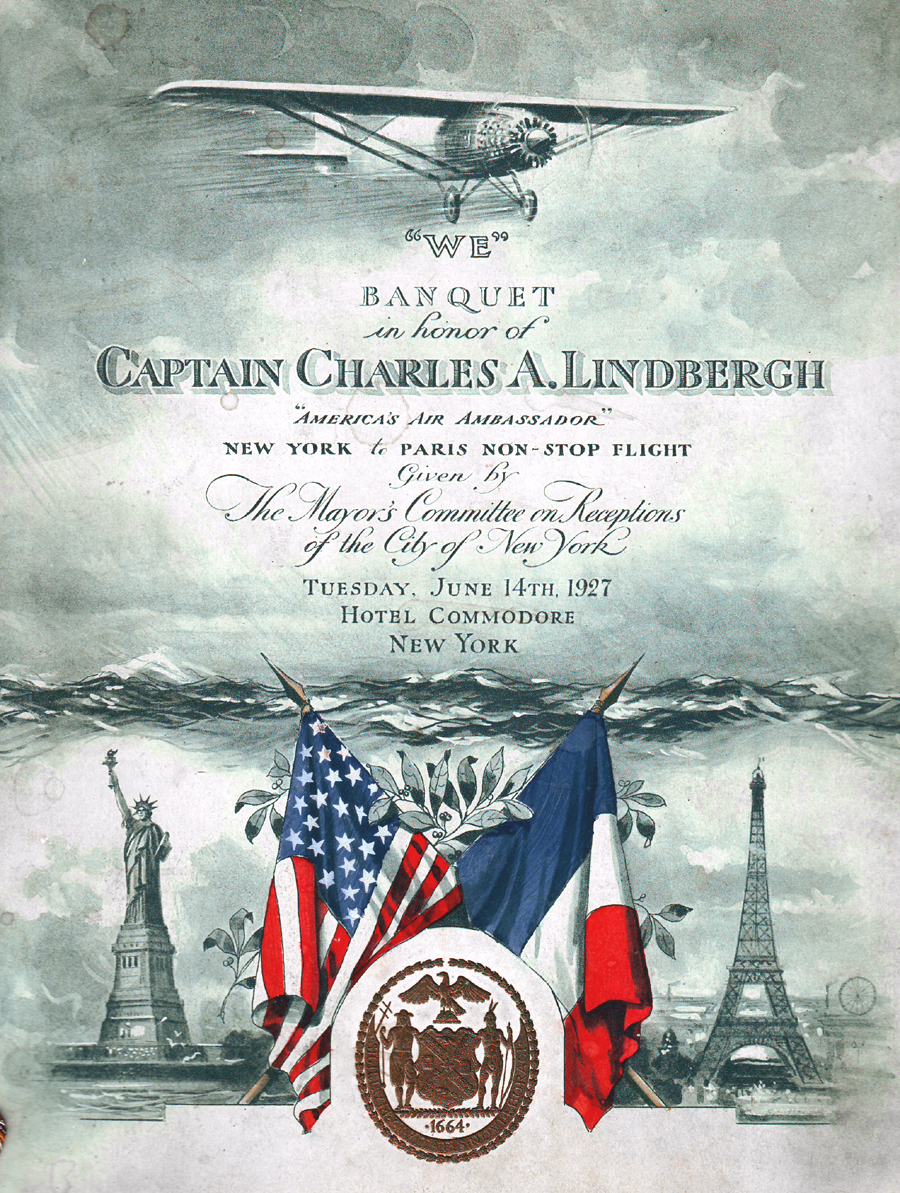 “WE”
BANQUET
in honor of
CAPTAIN CHARLES A. LINDBERGH
“AMERICA'S AIR AMBASSADOR”
NEW YORK to PARIS NON-STOP FLIGHT
Given by
The Mayor's Committee on Receptions
of the City of New York
TUESDAY, JUNE 14TH, 1927
HOTEL COMMODORE
NEW YORK
·1664·